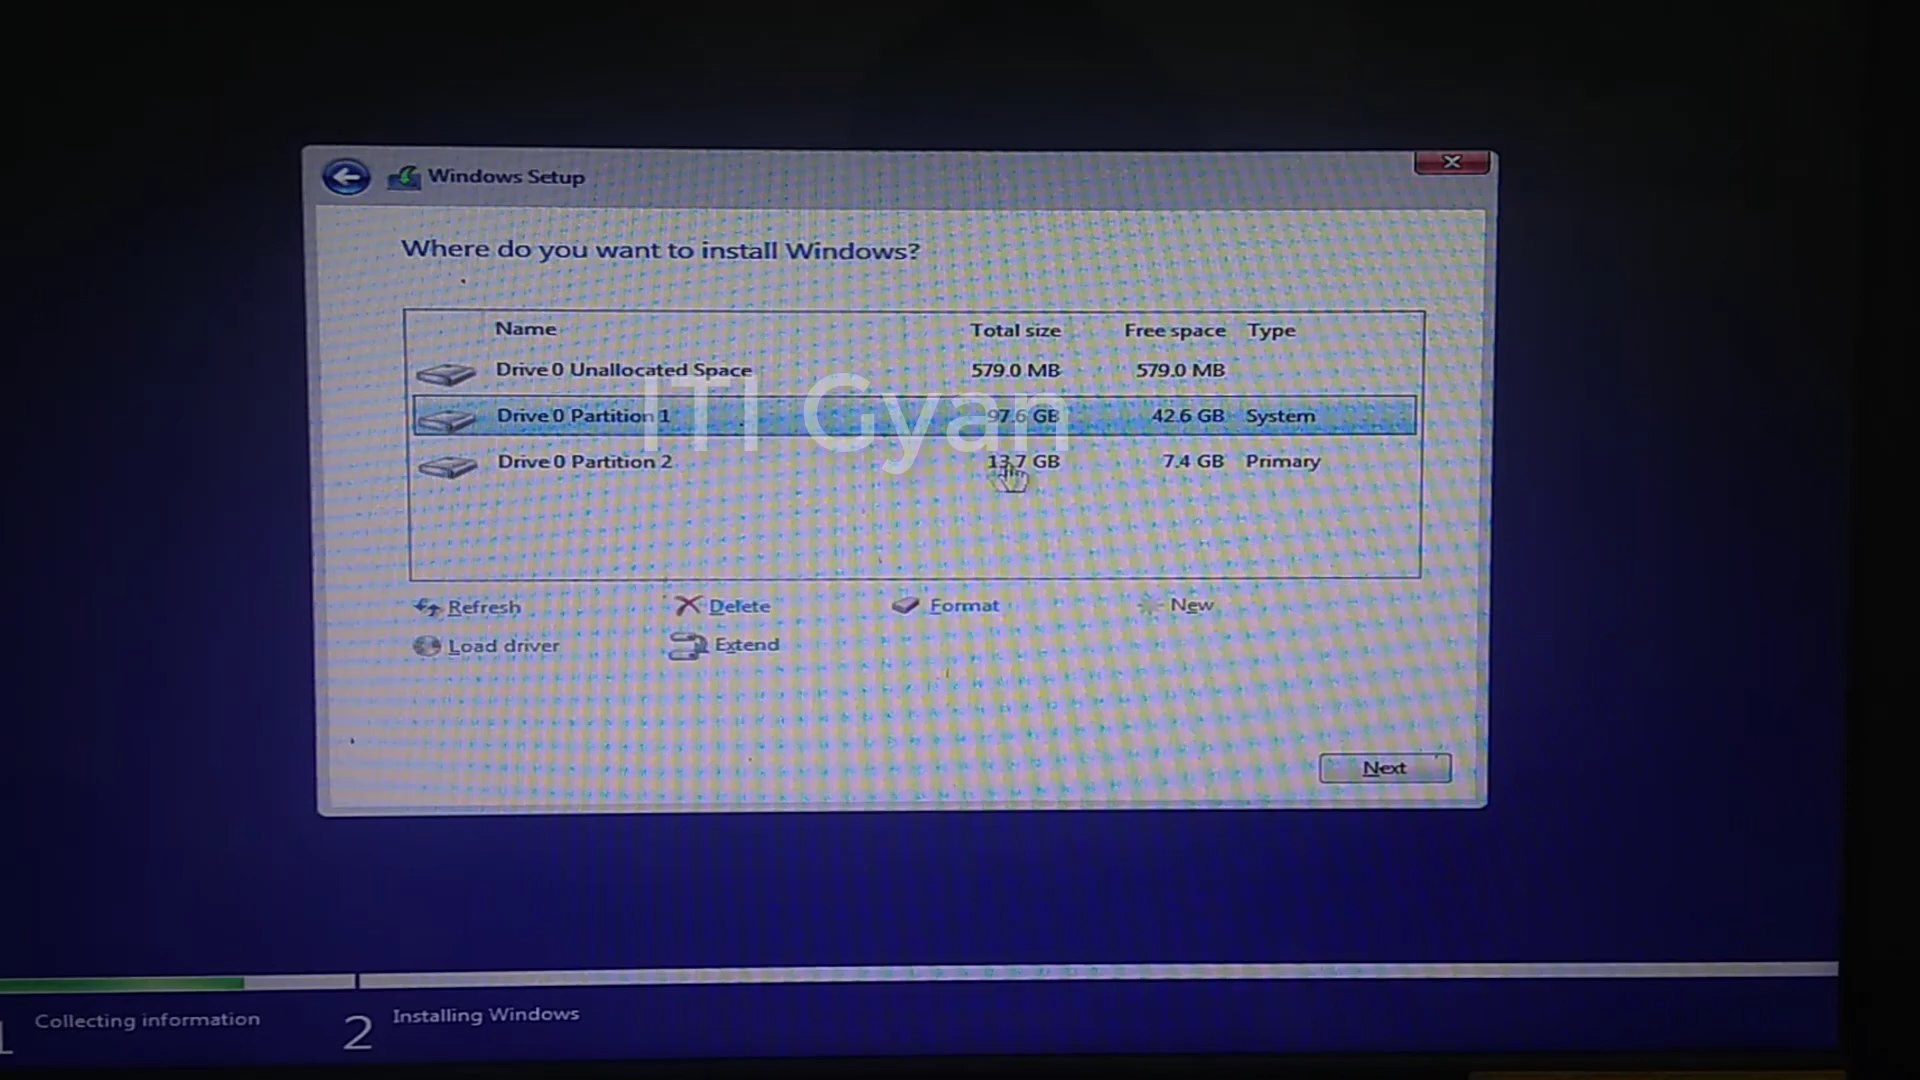 Windows Setup
Where do you want to install Windows?
Name Total size Free space Type
Drive 0 Unallocated Space 579.0 MB 579.0 MB
Drive 0 Partition 1 97.6 GB 42.6 GB System
ITI Gyan
Drive 0 Partition 2 13.7 GB 7.4 GB Primary
Refresh Delete Format New
Load driver Extend
Next
1 Collecting information 2 Installing Windows